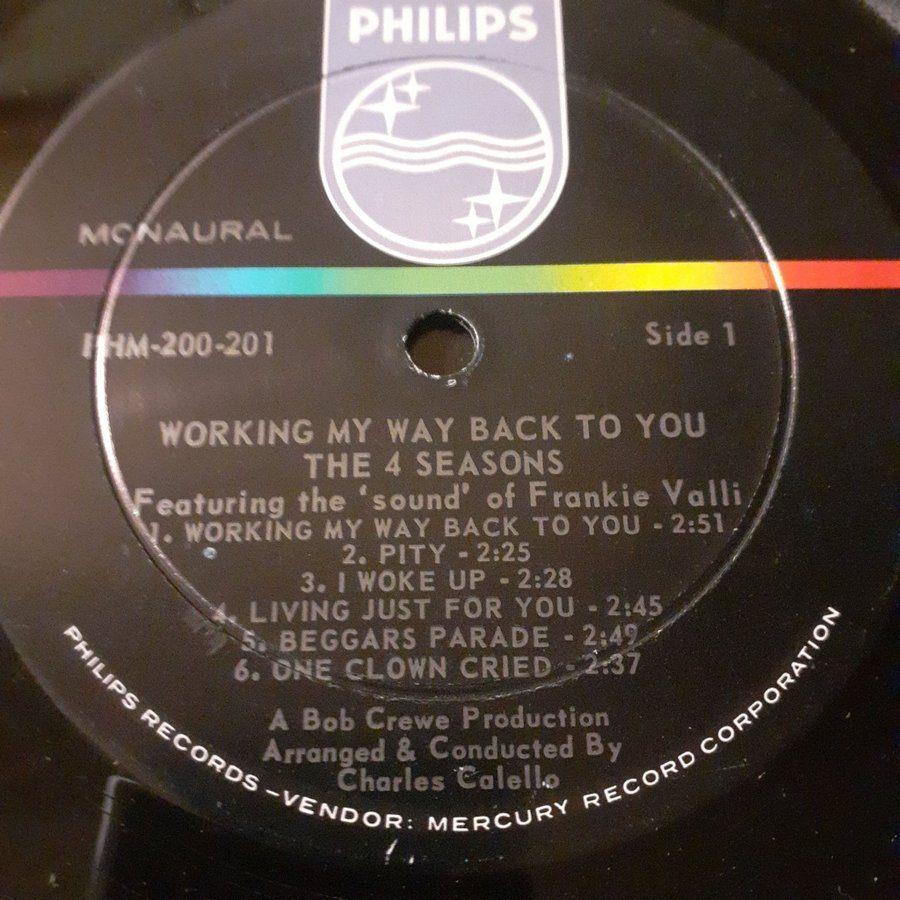 PHILIPS
MONAURAL
PHM-200-201
Side 1
WORKING MY WAY BACK TO YOU
THE 4 SEASONS
Featuring the 'sound' of Frankie Valli
1. WORKING MY WAY BACK TO YOU - 2:51
2. PITY - 2:25
3. I WOKE UP - 2:28
4. LIVING JUST FOR YOU - 2:45
5. BEGGARS PARADE - 2:49
6. ONE CLOWN CRIED - 2:37
A Bob Crewe Production
Arranged & Conducted By
Charles Calello
PHILIPS RECORDS – VENDOR: MERCURY RECORD CORPORATION